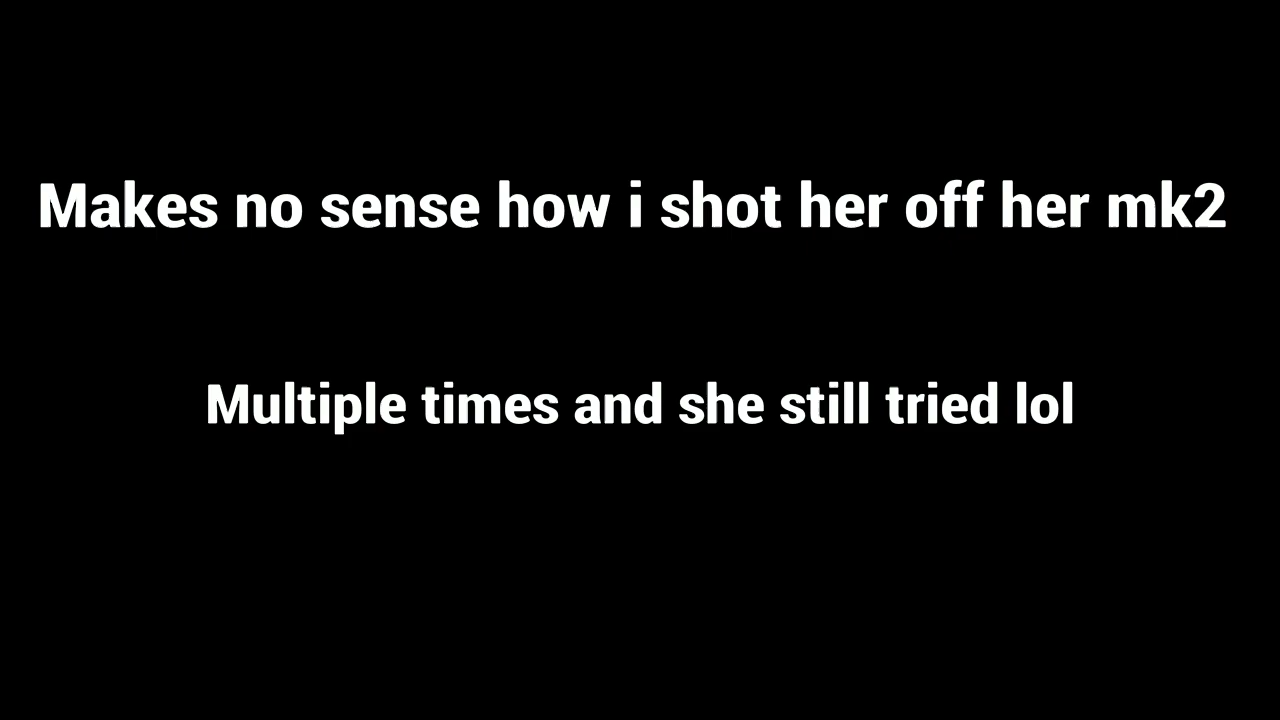 Makes no sense how i shot her off her mk2
Multiple times and she still tried lol